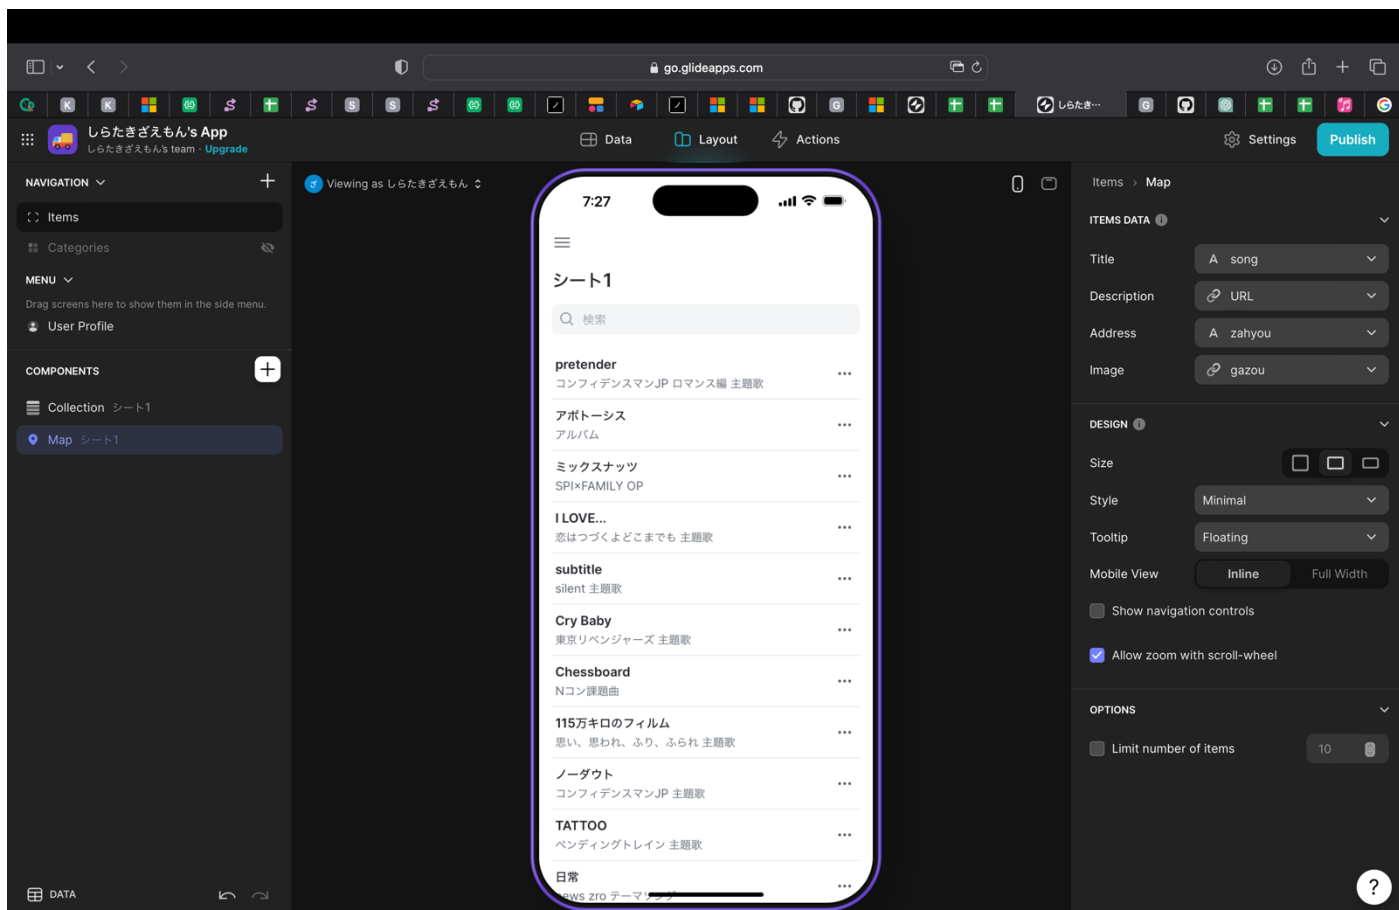 go.glideapps.com
K
K
S
S
G
しらたき…
G
G
しらたきざえもん's App
しらたきざえもん's team · Upgrade
Data
Layout
Actions
Settings
Publish
NAVIGATION
Items
Categories
MENU
Drag screens here to show them in the side menu.
User Profile
COMPONENTS
Collection シート1
Map シート1
DATA
ざ Viewing as しらたきざえもん
7:27
シート1
検索
pretender
コンフィデンスマンJP ロマンス編 主題歌
アポトーシス
アルバム
ミックスナッツ
SPI×FAMILY OP
I LOVE...
恋はつづくよどこまでも 主題歌
subtitle
silent 主題歌
Cry Baby
東京リベンジャーズ 主題歌
Chessboard
Nコン課題曲
115万キロのフィルム
思い、思われ、ふり、ふられ 主題歌
ノーダウト
コンフィデンスマンJP 主題歌
TATTOO
ペンディングトレイン 主題歌
日常
news zro テーマソング
Items > Map
ITEMS DATA
Title
A song
Description
URL
Address
A zahyou
Image
gazou
DESIGN
Size
Style
Minimal
Tooltip
Floating
Mobile View
Inline
Full Width
Show navigation controls
Allow zoom with scroll-wheel
OPTIONS
Limit number of items
10
?